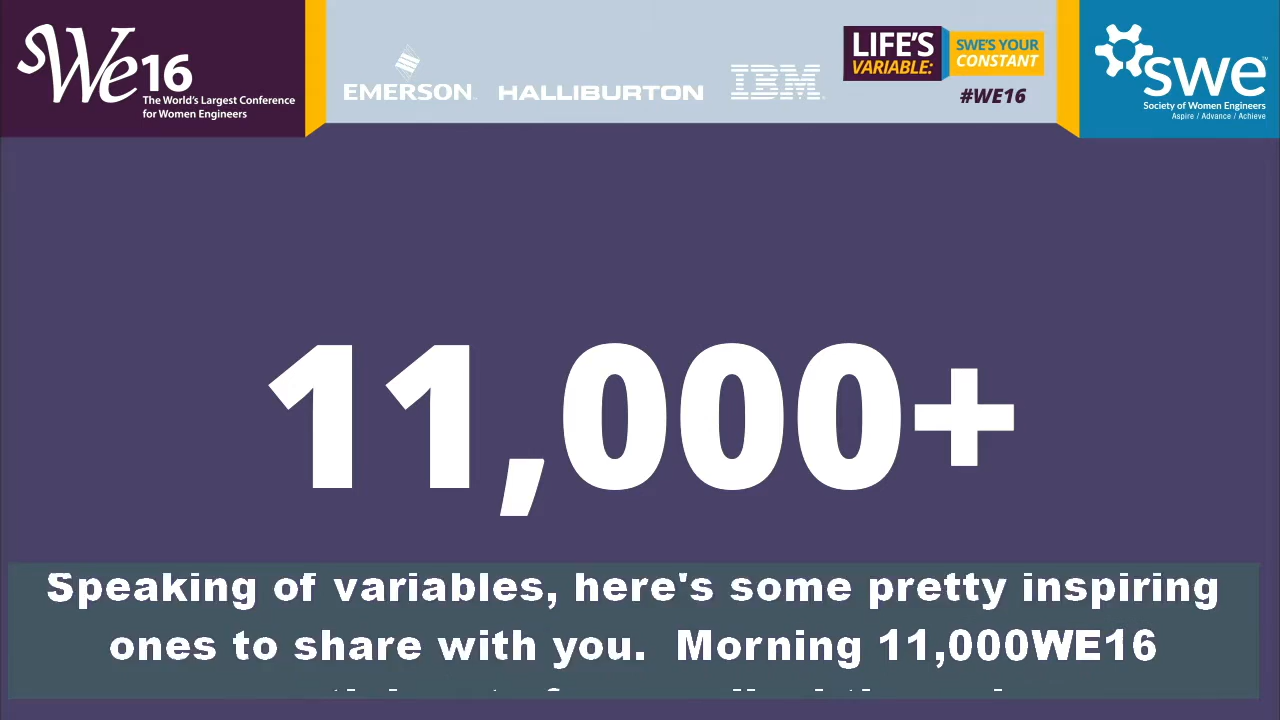 SWe16
The World's Largest Conference
for Women Engineers
EMERSON
HALLIBURTON
IBM
LIFE'S
VARIABLE:
SWE'S YOUR
CONSTANT
#WE16
swe
Society of Women Engineers
Aspire / Advance / Achieve
11,000+
Speaking of variables, here's some pretty inspiring
ones to share with you.  Morning 11,000WE16